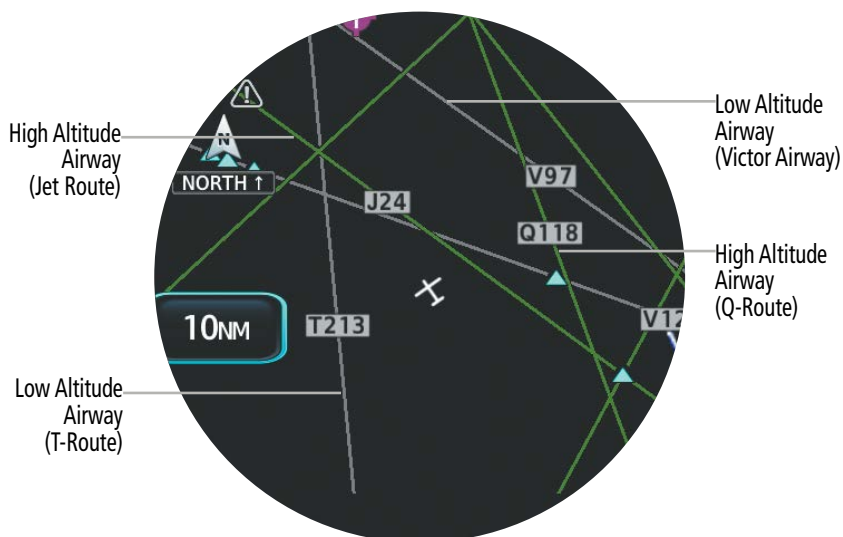 Low Altitude
Airway
(Victor Airway)
High Altitude
Airway
(Jet Route)
N
NORTH ↑
V97
J24
Q118
High Altitude
Airway
(Q-Route)
10NM
T213
V12
Low Altitude
Airway
(T-Route)